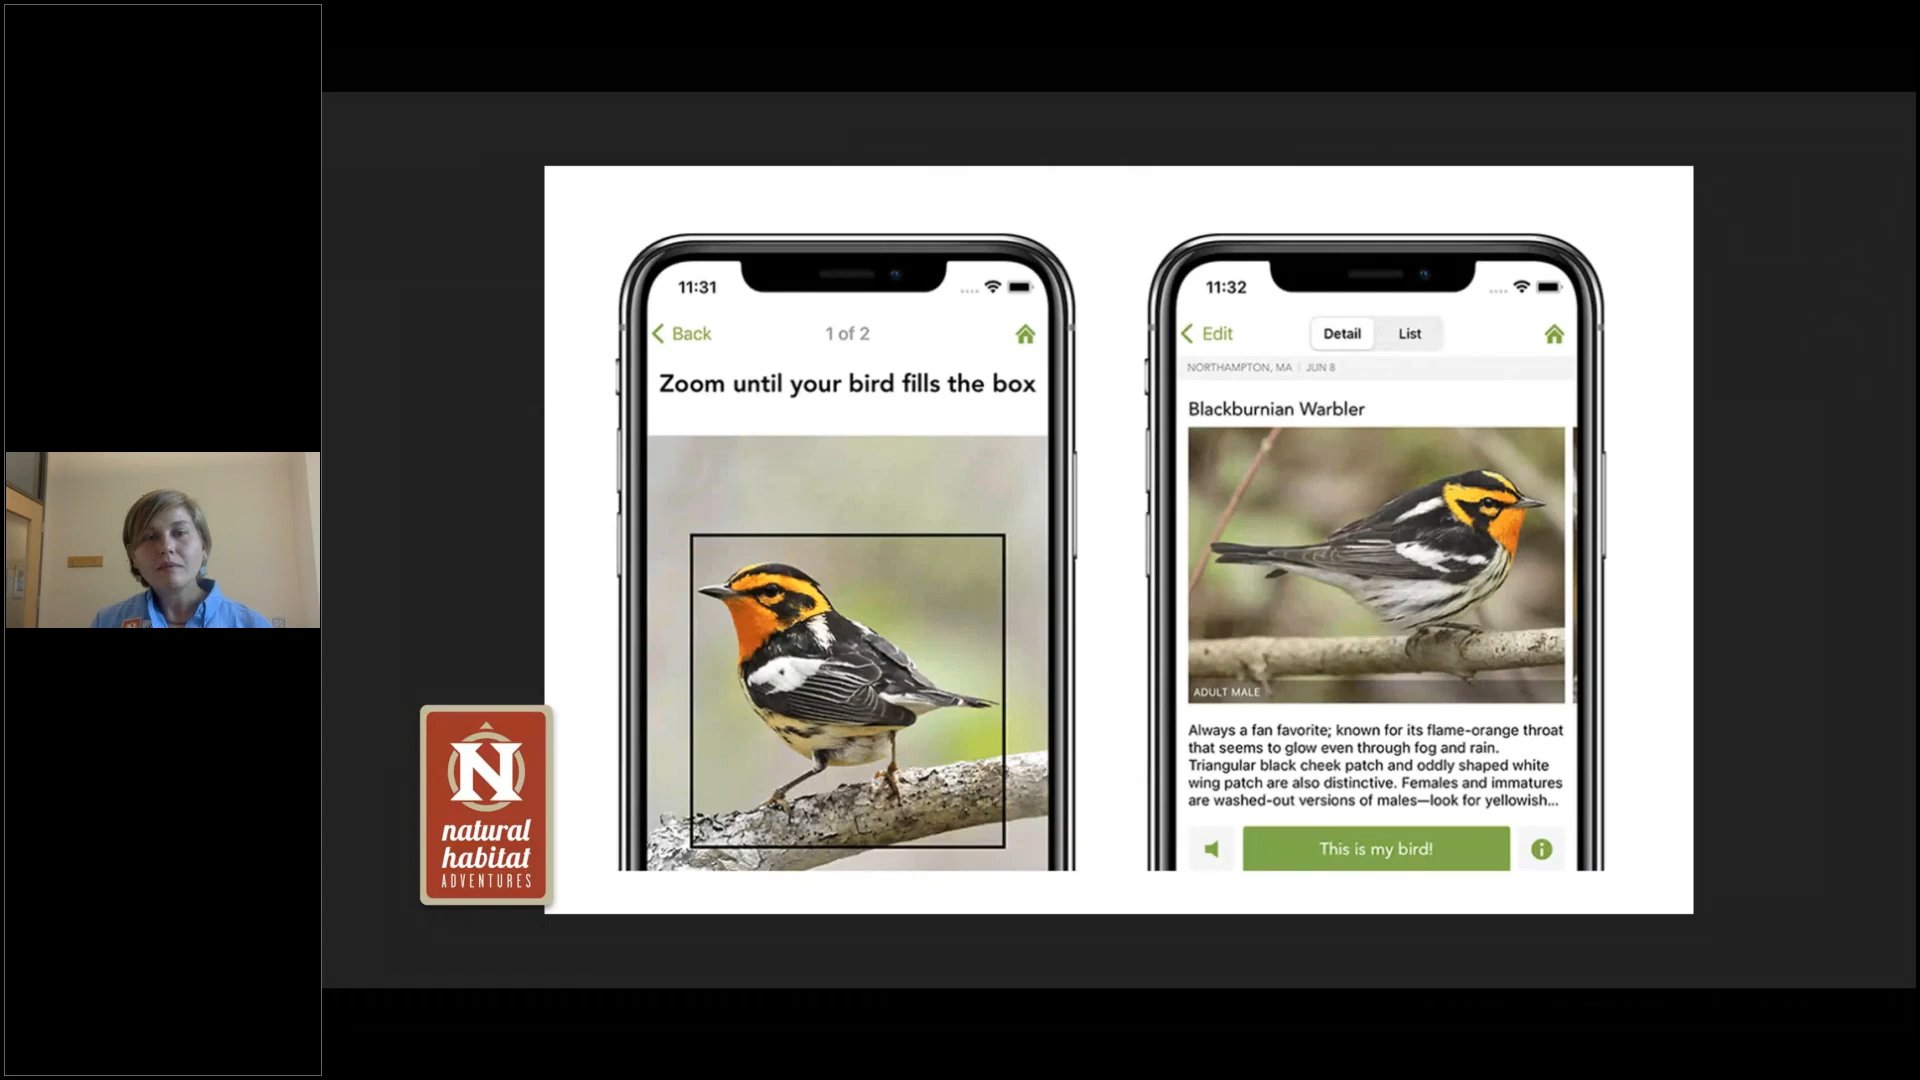 11:31
Back
1 of 2
Zoom until your bird fills the box
11:32
Edit
Detail
List
NORTHAMPTON, MA | JUN 8
Blackburnian Warbler
ADULT MALE
Always a fan favorite; known for its flame-orange throat
that seems to glow even through fog and rain.
Triangular black cheek patch and oddly shaped white
wing patch are also distinctive. Females and immatures
are washed-out versions of males—look for yellowish...
This is my bird!
N
natural
habitat
ADVENTURES